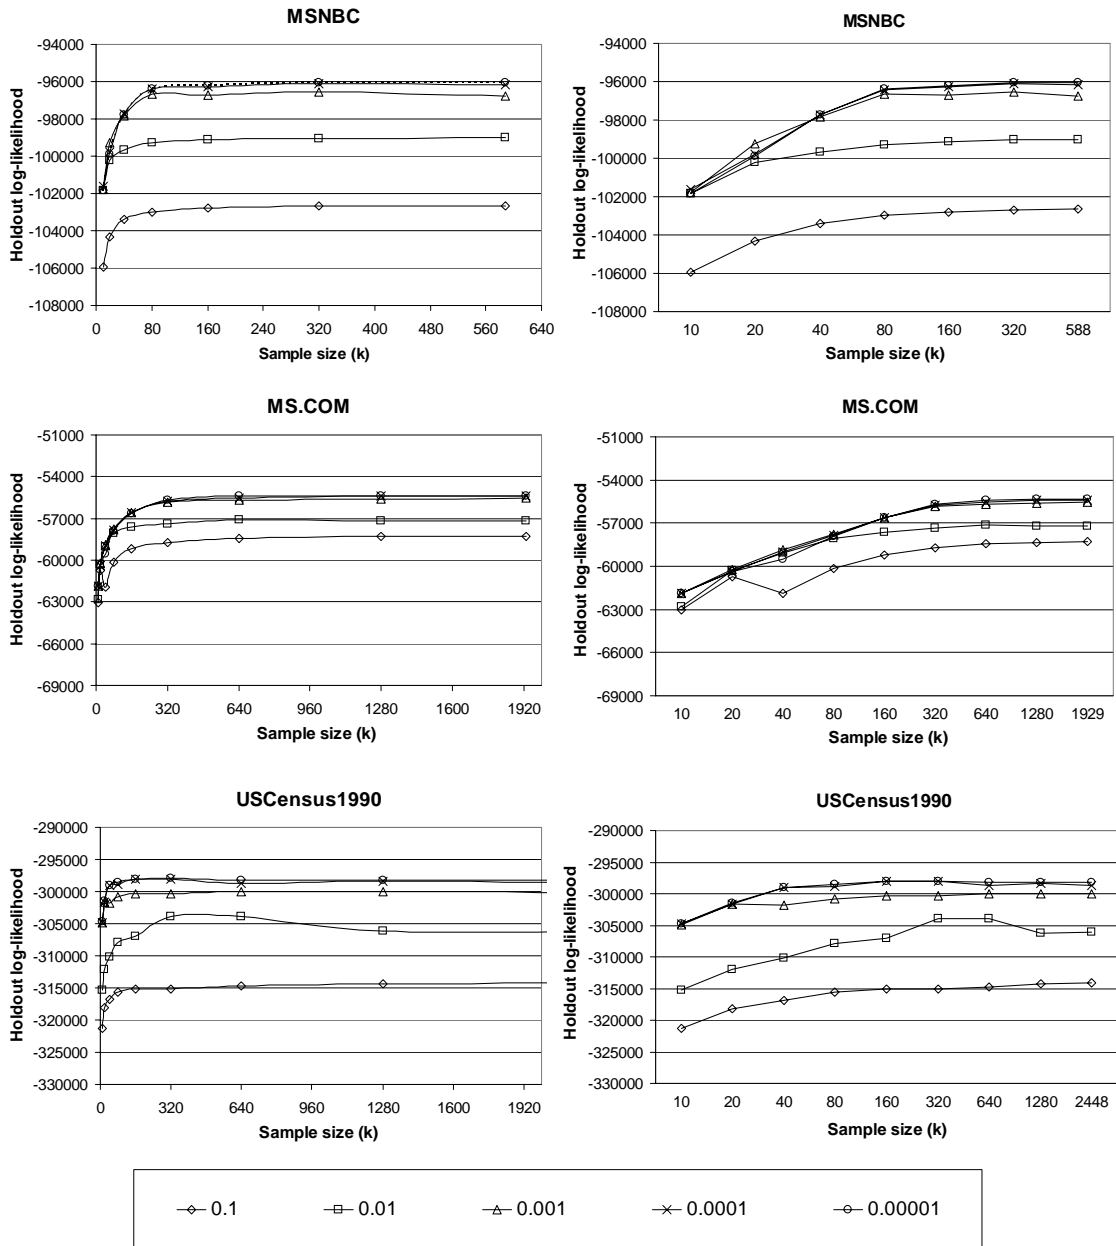 MSNBC
Holdout log-likelihood
-94000
-96000
-98000
-100000
-102000
-104000
-106000
-108000
0 80 160 240 320 400 480 560 640
Sample size (k)
MSNBC
Holdout log-likelihood
-94000
-96000
-98000
-100000
-102000
-104000
-106000
-108000
10 20 40 80 160 320 588
Sample size (k)
MS.COM
Holdout log-likelihood
-51000
-54000
-57000
-60000
-63000
-66000
-69000
0 320 640 960 1280 1600 1920
Sample size (k)
MS.COM
Holdout log-likelihood
-51000
-54000
-57000
-60000
-63000
-66000
-69000
10 20 40 80 160 320 640 1280 1929
Sample size (k)
USCensus1990
Holdout log-likelihood
-290000
-295000
-300000
-305000
-310000
-315000
-320000
-325000
-330000
0 320 640 960 1280 1600 1920
Sample size (k)
USCensus1990
Holdout log-likelihood
-290000
-295000
-300000
-305000
-310000
-315000
-320000
-325000
-330000
10 20 40 80 160 320 640 1280 2448
Sample size (k)
0.1 0.01 0.001 0.0001 0.00001